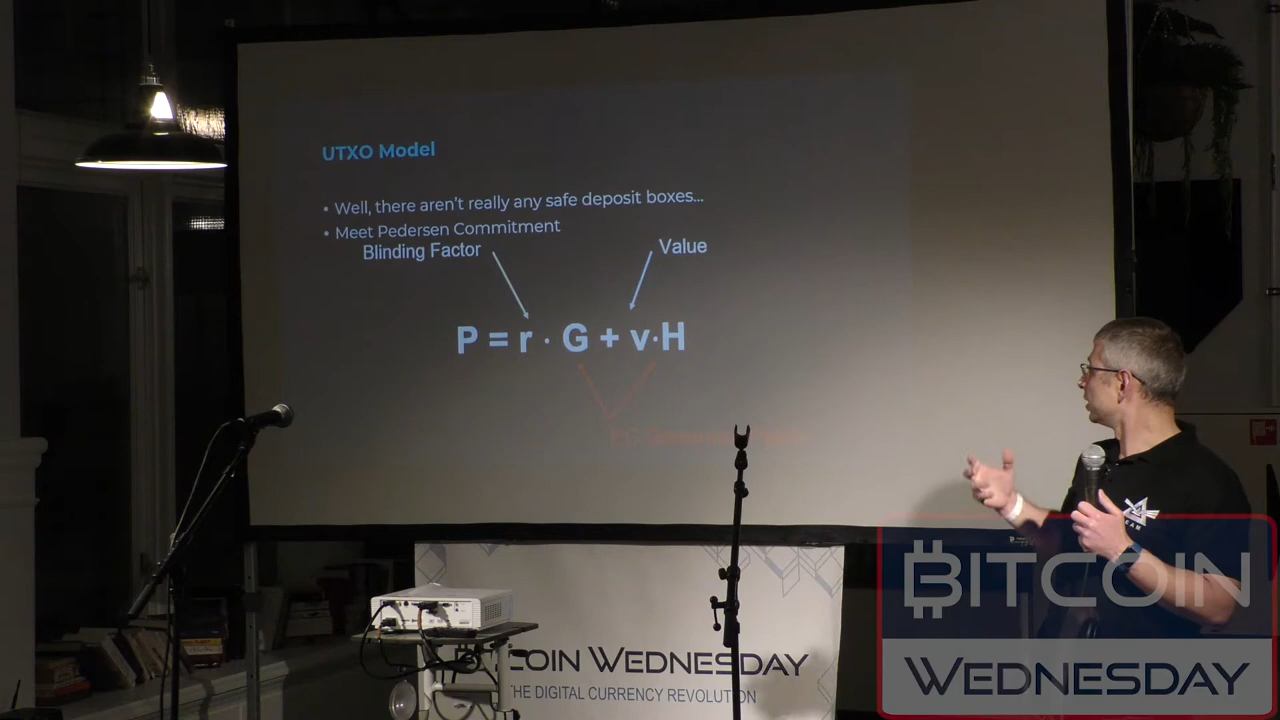 UTXO Model
• Well, there aren't really any safe deposit boxes...
• Meet Pedersen Commitment
Blinding Factor
Value
P = r · G + v·H
COIN WEDNESDAY
THE DIGITAL CURRENCY REVOLUTION
BITCOIN
WEDNESDAY